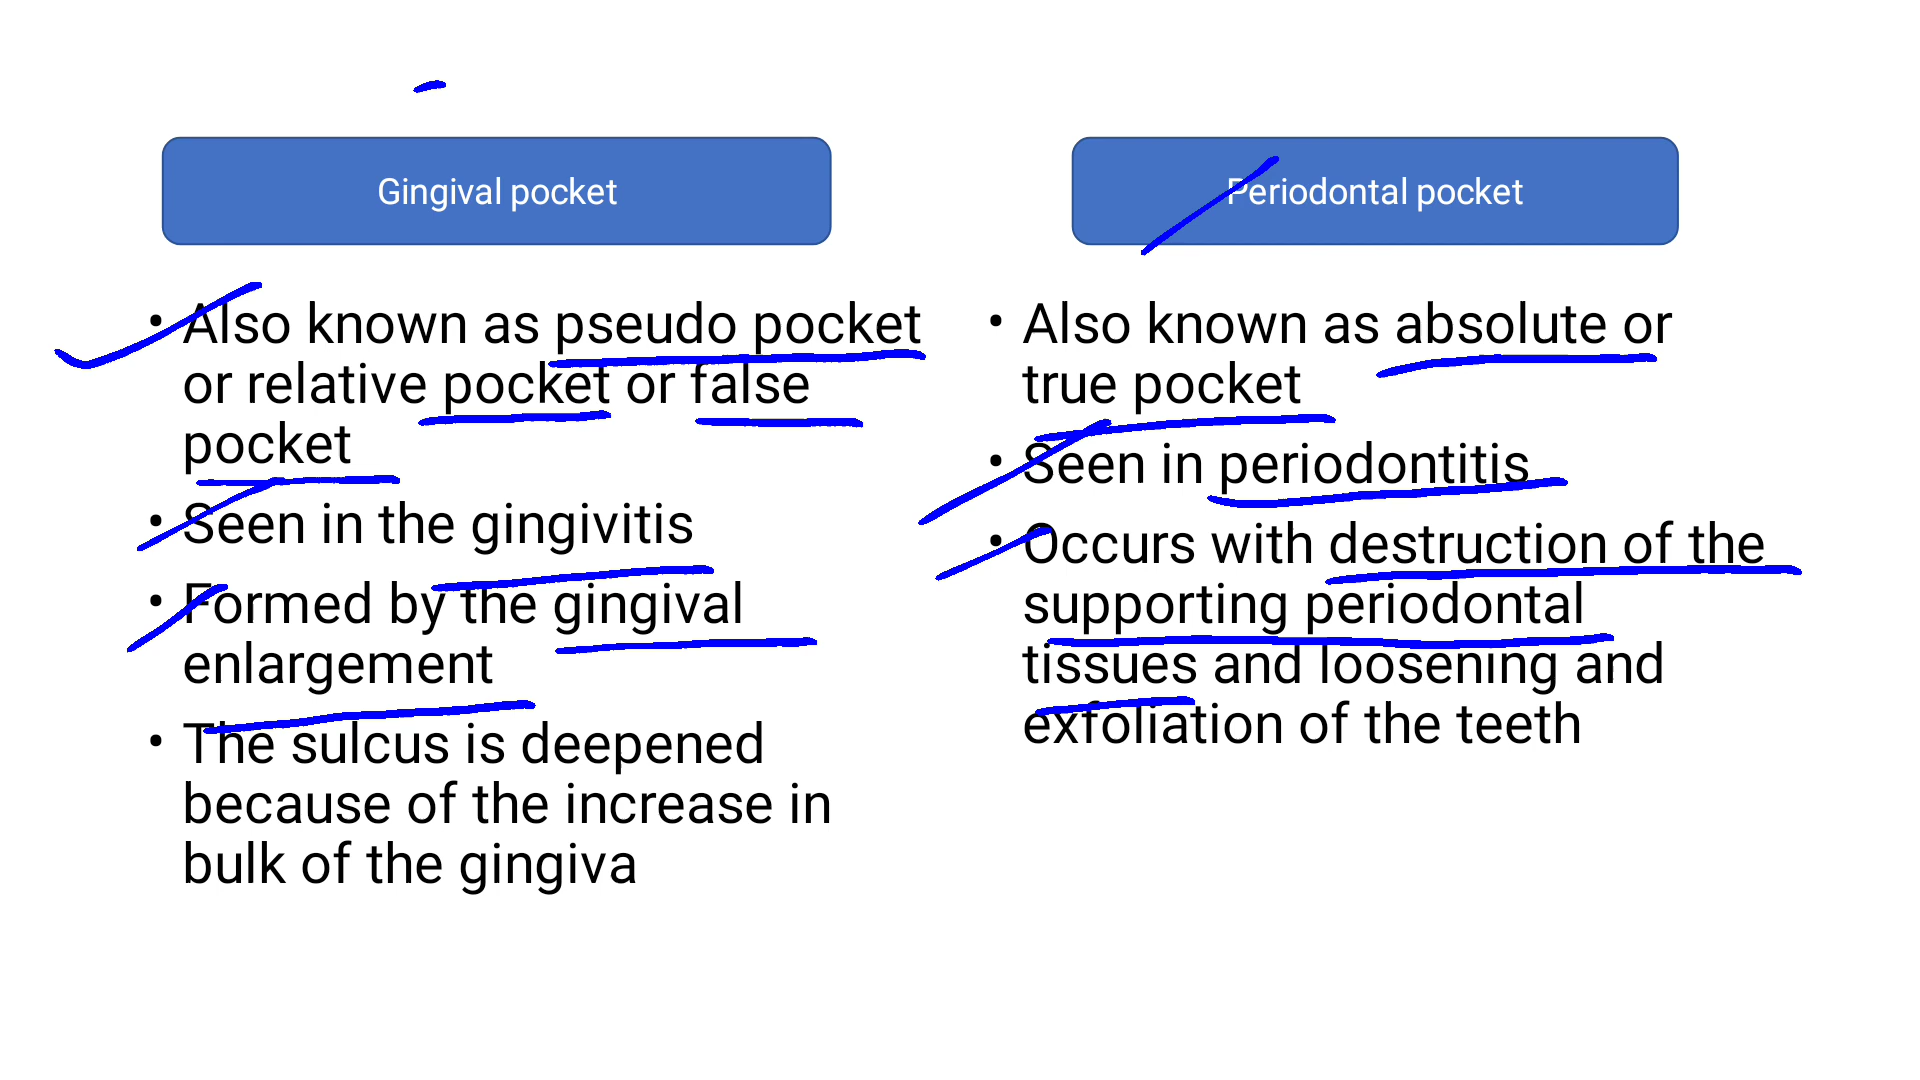 Gingival pocket
Periodontal pocket
• Also known as pseudo pocket
or relative pocket or false
pocket
• Seen in the gingivitis
• Formed by the gingival
enlargement
• The sulcus is deepened
because of the increase in
bulk of the gingiva
• Also known as absolute or
true pocket
• Seen in periodontitis
• Occurs with destruction of the
supporting periodontal
tissues and loosening and
exfoliation of the teeth